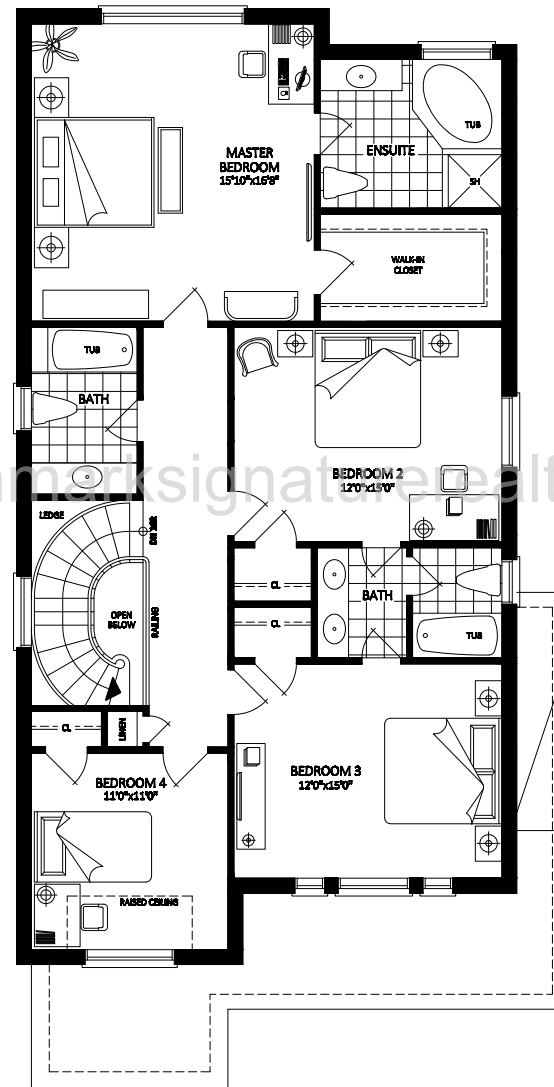 MASTER
BEDROOM
15'10"x16'8"
ENSUITE
TUB
SH
WALK-IN
CLOSET
TUB
BATH
BEDROOM 2
12'0"x15'0"
marksignaturerealt
LEDGE
OPEN
BELOW
RAILING
CL
CL
BATH
TUB
CL
LINEN
BEDROOM 3
12'0"x15'0"
BEDROOM 4
11'0"x11'0"
RAISED CEILING